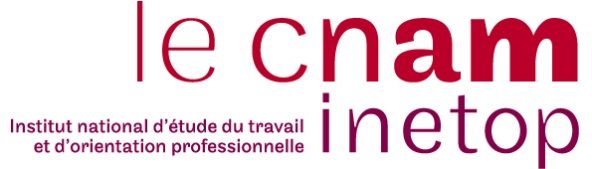 le cnam
Institut national d'étude du travail
et d'orientation professionnelle
inetop